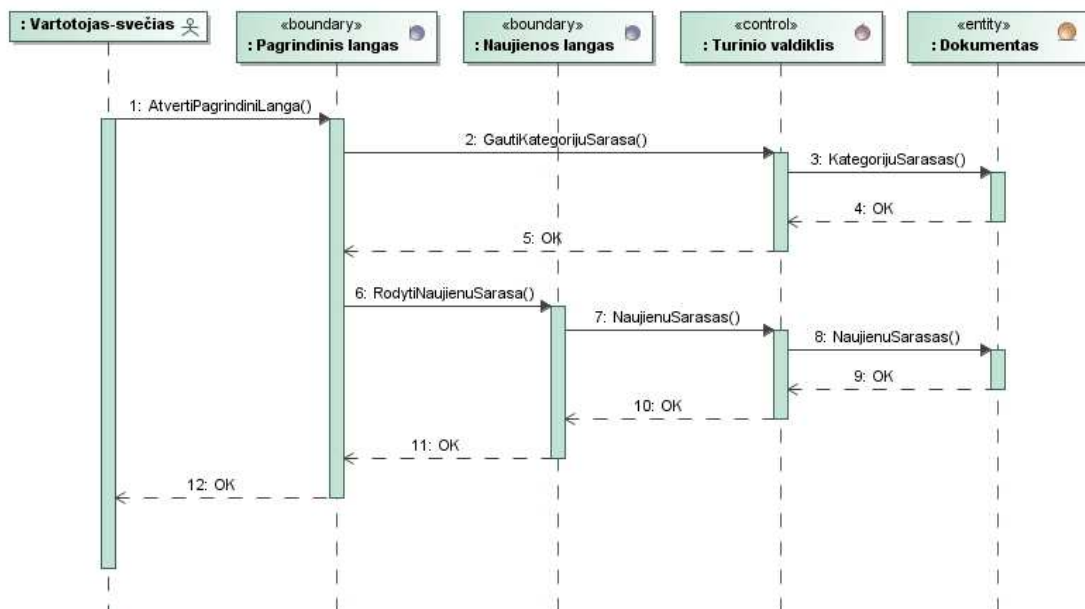 : Vartotojas-svečias
«boundary»
: Pagrindinis langas
«boundary»
: Naujienos langas
«control»
: Turinio valdiklis
«entity»
: Dokumentas
1: AtvertiPagrindiniLanga()
2: GautiKategorijuSarasa()
3: KategorijuSarasas()
4: OK
5: OK
6: RodytiNaujienuSarasa()
7: NaujienuSarasas()
8: NaujienuSarasas()
9: OK
10: OK
11: OK
12: OK